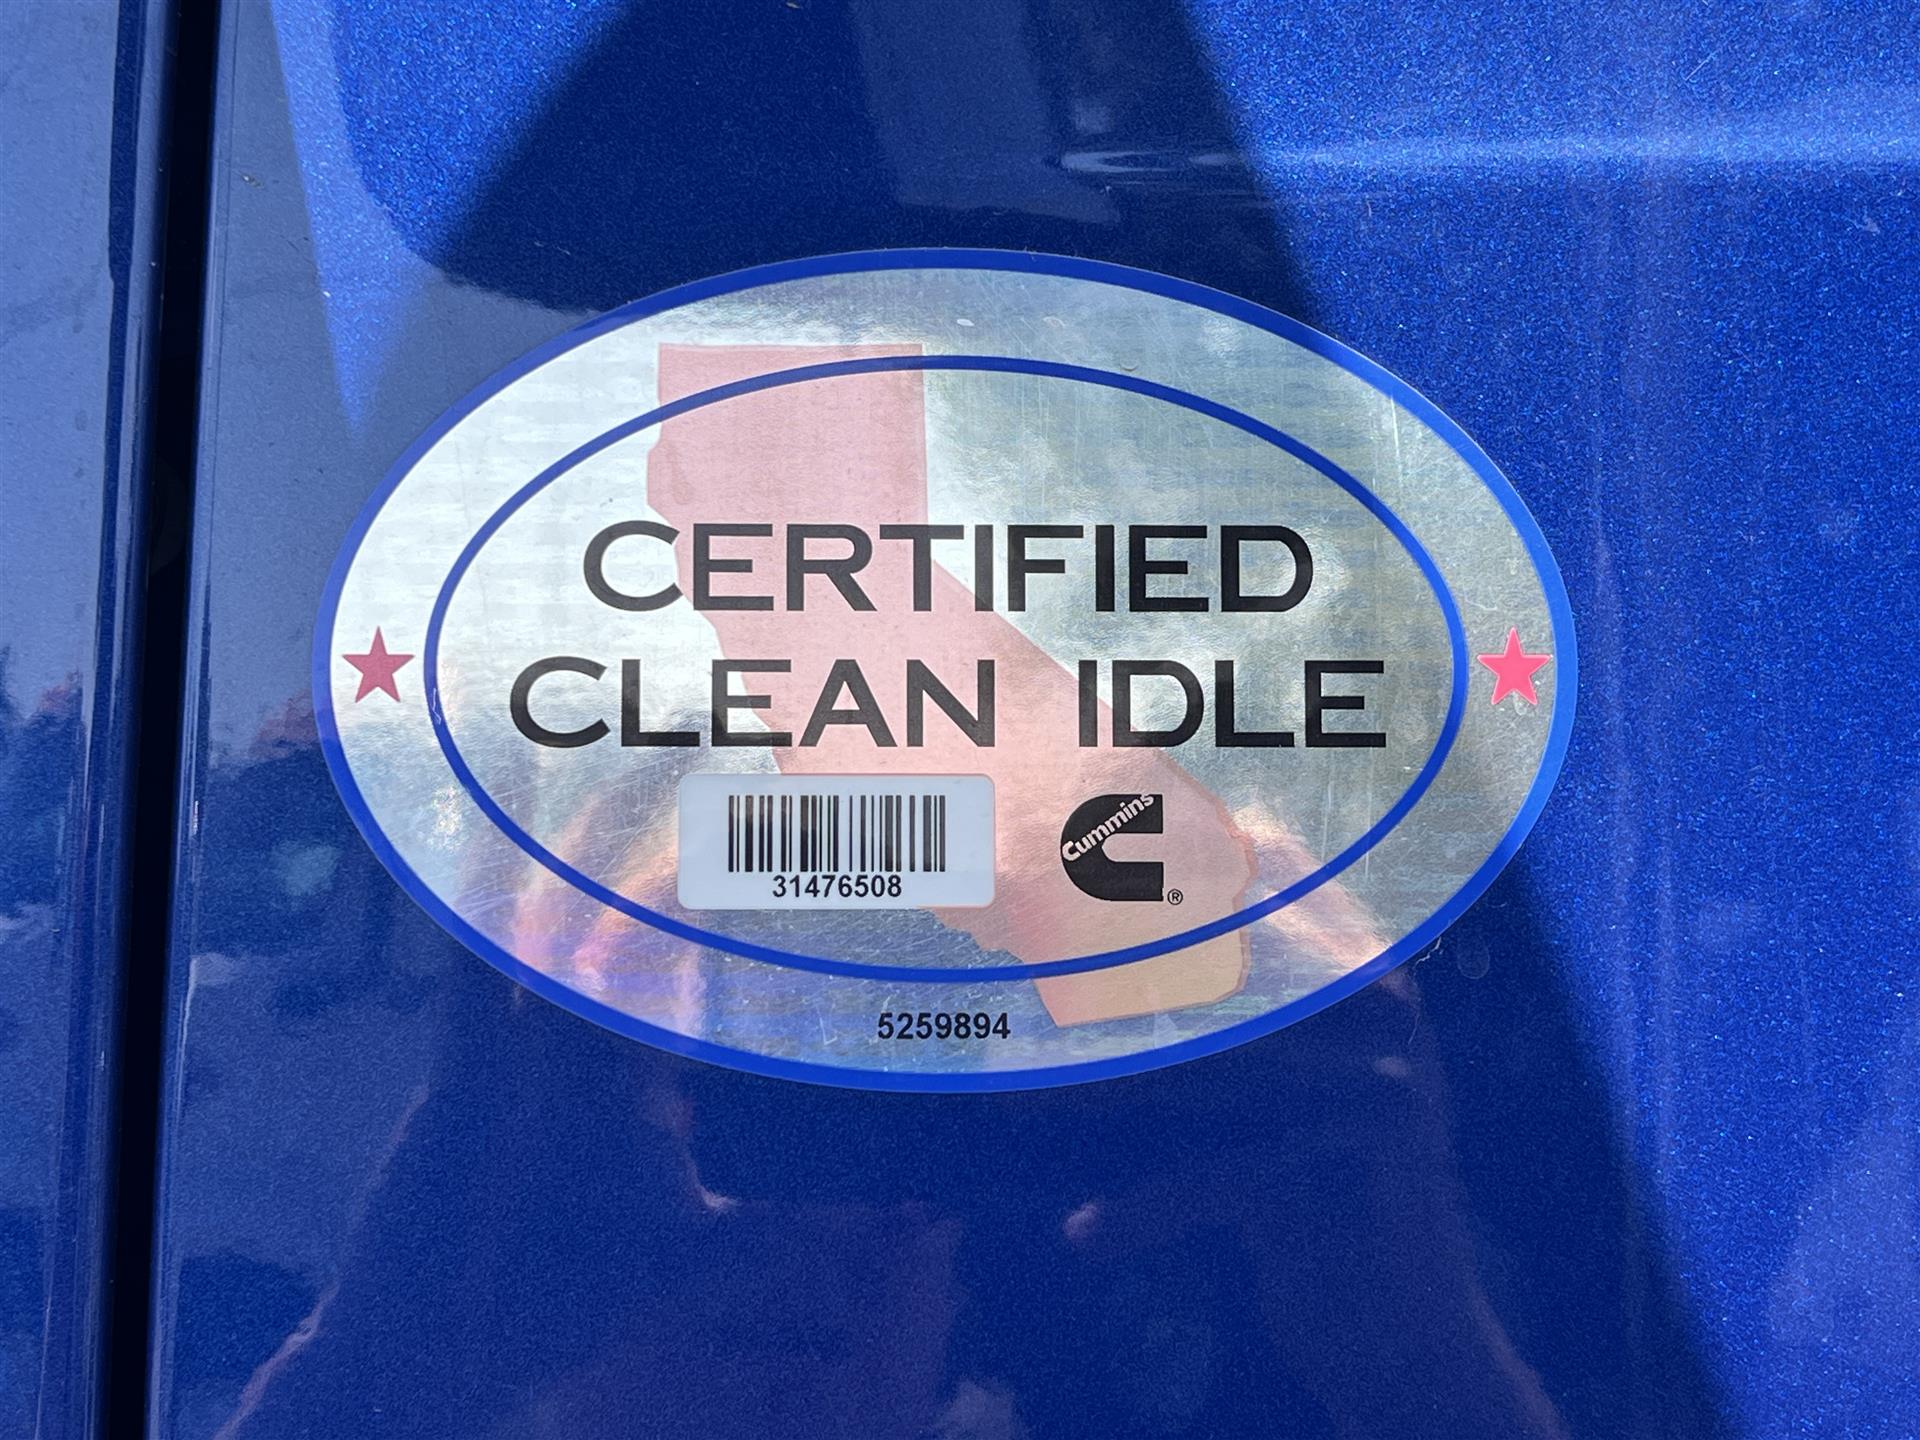 CERTIFIED
CLEAN IDLE
Cummins
31476508
®
5259894